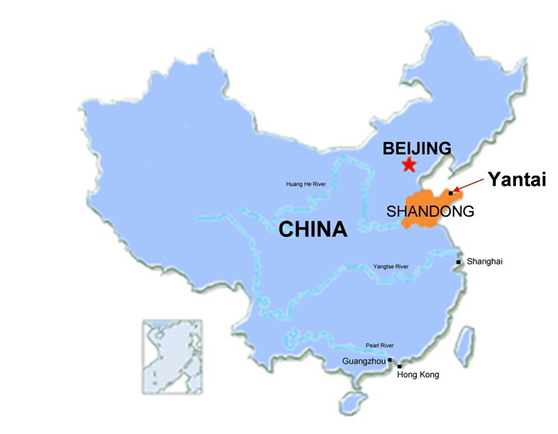 BEIJING
Yantai
Huang He River
SHANDONG
CHINA
Shanghai
Yangtse River
Pearl River
Guangzhou
Hong Kong